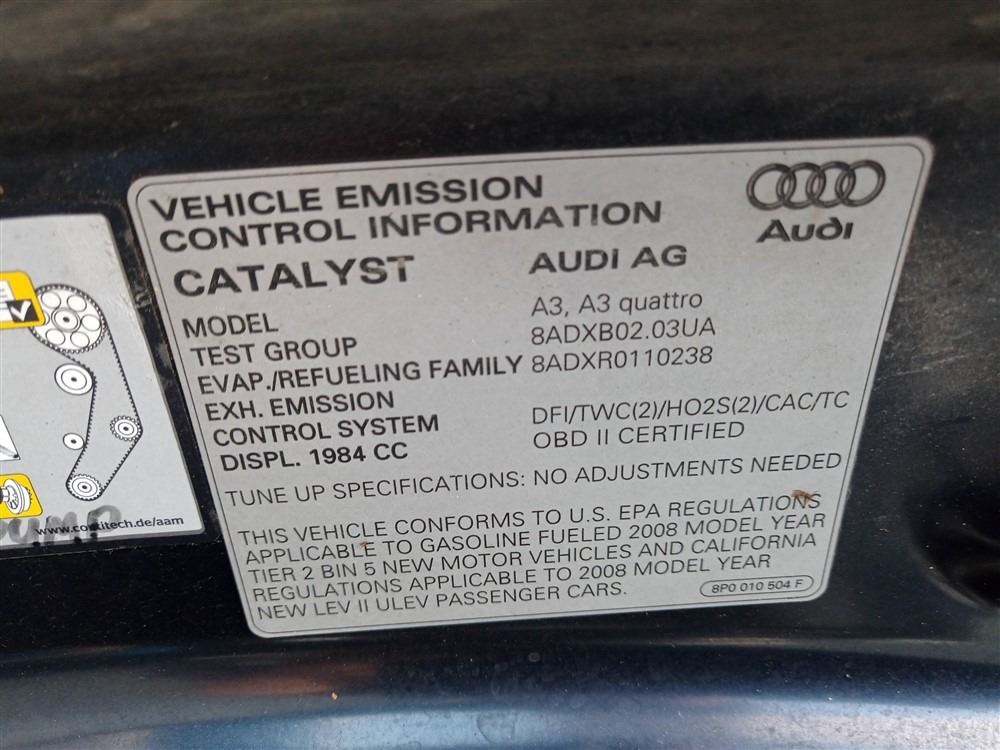 VEHICLE EMISSION
CONTROL INFORMATION
Audi
CATALYST AUDI AG
MODEL A3, A3 quattro
TEST GROUP 8ADXB02.03UA
EVAP./REFUELING FAMILY 8ADXR0110238
EXH. EMISSION
CONTROL SYSTEM DFI/TWC(2)/HO2S(2)/CAC/TC
DISPL. 1984 CC OBD II CERTIFIED
TUNE UP SPECIFICATIONS: NO ADJUSTMENTS NEEDED
THIS VEHICLE CONFORMS TO U.S. EPA REGULATIONS
APPLICABLE TO GASOLINE FUELED 2008 MODEL YEAR
TIER 2 BIN 5 NEW MOTOR VEHICLES AND CALIFORNIA
REGULATIONS APPLICABLE TO 2008 MODEL YEAR
NEW LEV II ULEV PASSENGER CARS.
8P0 010 504 F
www.contitech.de/aam